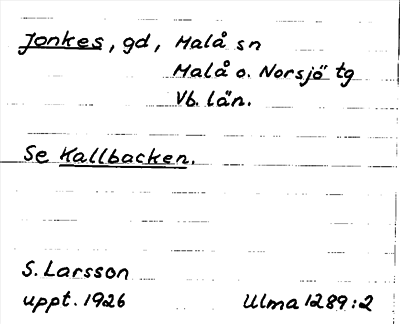 Jonkes, gd, Malå sn
Malå o. Norsjö tg
Vb. län.
Se Kallbacken.
S. Larsson
uppt. 1926
Ulma 1289:2